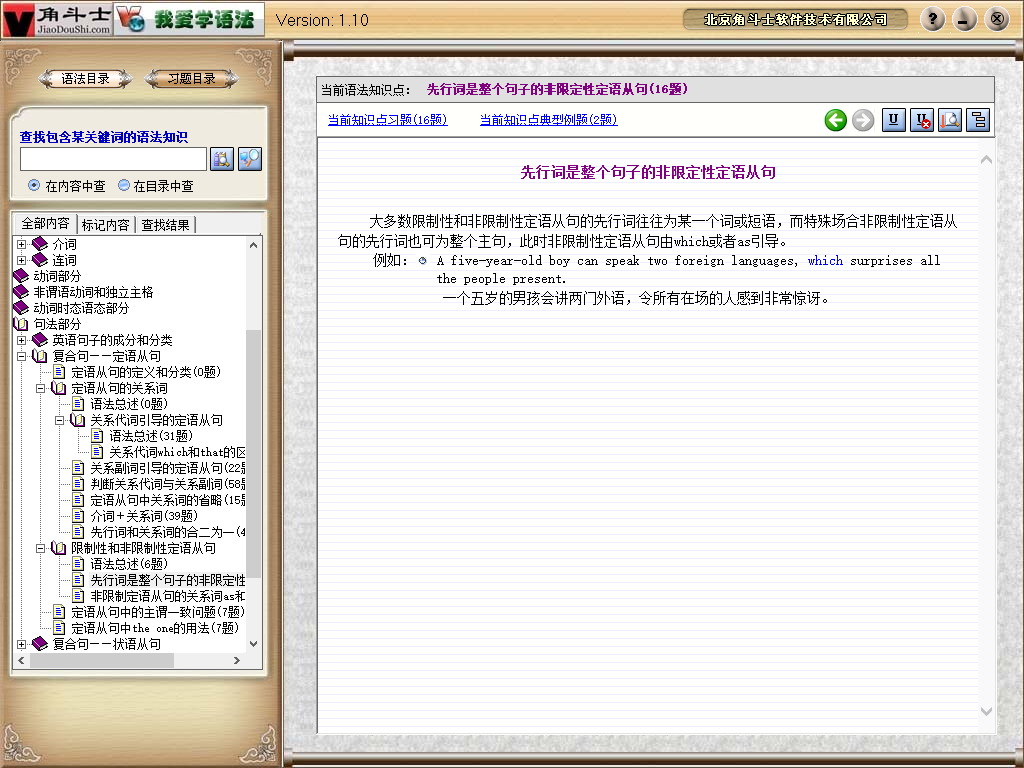 角斗士
JiaoDouShi.com
我爱学语法
Version: 1.10
北京角斗士软件技术有限公司
?
语法目录
习题目录
查找包含某关键词的语法知识
在内容中查
在目录中查
全部内容
标记内容
查找结果
介词
连词
动词部分
非谓语动词和独立主格
动词时态语态部分
句法部分
英语句子的成分和分类
复合句——定语从句
定语从句的定义和分类(0题)
定语从句的关系词
语法总述(0题)
关系代词引导的定语从句
语法总述(31题)
关系代词which和that的区
关系副词引导的定语从句(22题
判断关系代词与关系副词(58题
定语从句中关系词的省略(15题
介词＋关系词(39题)
先行词和关系词的合二为一(4
限制性和非限制性定语从句
语法总述(6题)
先行词是整个句子的非限定性
非限制定语从句的关系词as和
定语从句中的主谓一致问题(7题)
定语从句中the one的用法(7题)
复合句——状语从句
当前语法知识点： 先行词是整个句子的非限定性定语从句(16题)
当前知识点习题(16题)
当前知识点典型例题(2题)
U
U
先行词是整个句子的非限定性定语从句
大多数限制性和非限制性定语从句的先行词往往为某一个词或短语，而特殊场合非限制性定语从
句的先行词也可为整个主句，此时非限制性定语从句由which或者as引导。
例如： A five-year-old boy can speak two foreign languages, which surprises all
the people present.
一个五岁的男孩会讲两门外语，令所有在场的人感到非常惊讶。